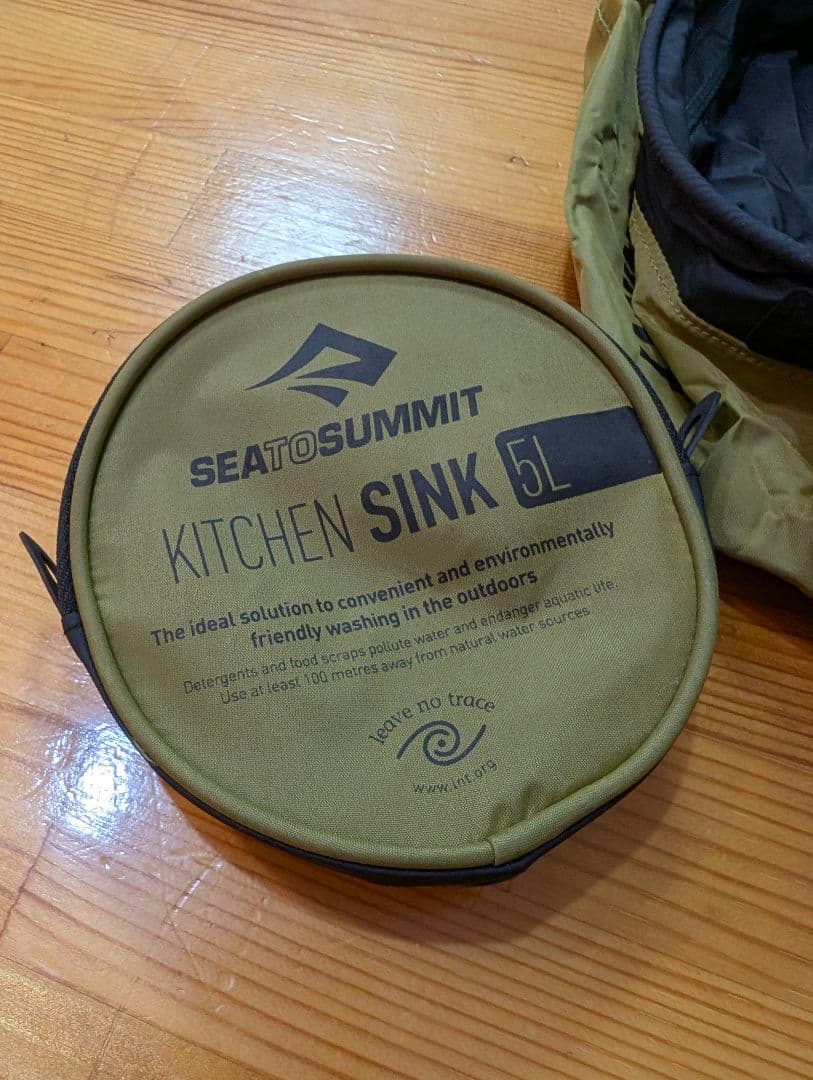 SEATOSUMMIT
KITCHEN SINK 5L
The ideal solution to convenient and environmentally
friendly washing in the outdoors
Detergents and food scraps pollute water and endanger aquatic life.
Use at least 100 metres away from natural water sources.
leave no trace
www.lnt.org